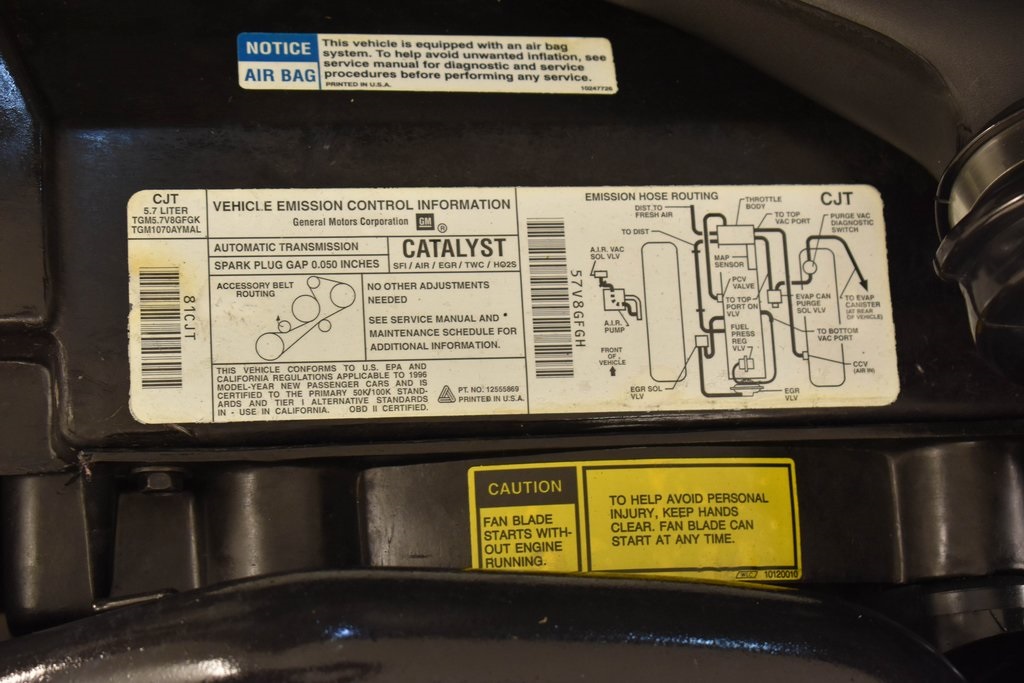 NOTICE
AIR BAG
This vehicle is equipped with an air bag
system. To help avoid unwanted inflation, see
service manual for diagnostic and service
procedures before performing any service.
PRINTED IN U.S.A.
10247726
CJT
5.7 LITER
TGM5.7V8GFGK
TGM1070AYMAL
81CJT
VEHICLE EMISSION CONTROL INFORMATION
General Motors Corporation GM ®
AUTOMATIC TRANSMISSION
SPARK PLUG GAP 0.050 INCHES
CATALYST
SFI / AIR / EGR / TWC / HO2S
ACCESSORY BELT
ROUTING
NO OTHER ADJUSTMENTS
NEEDED
SEE SERVICE MANUAL AND
MAINTENANCE SCHEDULE FOR
ADDITIONAL INFORMATION.
THIS VEHICLE CONFORMS TO U.S. EPA AND
CALIFORNIA REGULATIONS APPLICABLE TO 1996
MODEL-YEAR NEW PASSENGER CARS AND IS
CERTIFIED TO THE PRIMARY 50K/100K STAND-
ARDS AND TIER I ALTERNATIVE STANDARDS
IN - USE IN CALIFORNIA. OBD II CERTIFIED.
PT. NO. 12555869
PRINTED IN U.S.A.
57V8GFGH
EMISSION HOSE ROUTING
CJT
DIST. TO
FRESH AIR
THROTTLE
BODY
TO TOP
VAC PORT
PURGE VAC
DIAGNOSTIC
SWITCH
TO DIST
A.I.R. VAC
SOL VLV
MAP
SENSOR
PCV
VALVE
TO TOP
PORT ON
VLV
EVAP CAN
PURGE
SOL VLV
TO EVAP
CANISTER
(AT REAR
OF VEHICLE)
A.I.R.
PUMP
FUEL
PRESS
REG
VLV
TO BOTTOM
VAC PORT
FRONT
OF
VEHICLE
CCV
(AIR IN)
EGR SOL
VLV
EGR
VLV
CAUTION
FAN BLADE
STARTS WITH-
OUT ENGINE
RUNNING.
TO HELP AVOID PERSONAL
INJURY, KEEP HANDS
CLEAR. FAN BLADE CAN
START AT ANY TIME.
10120010